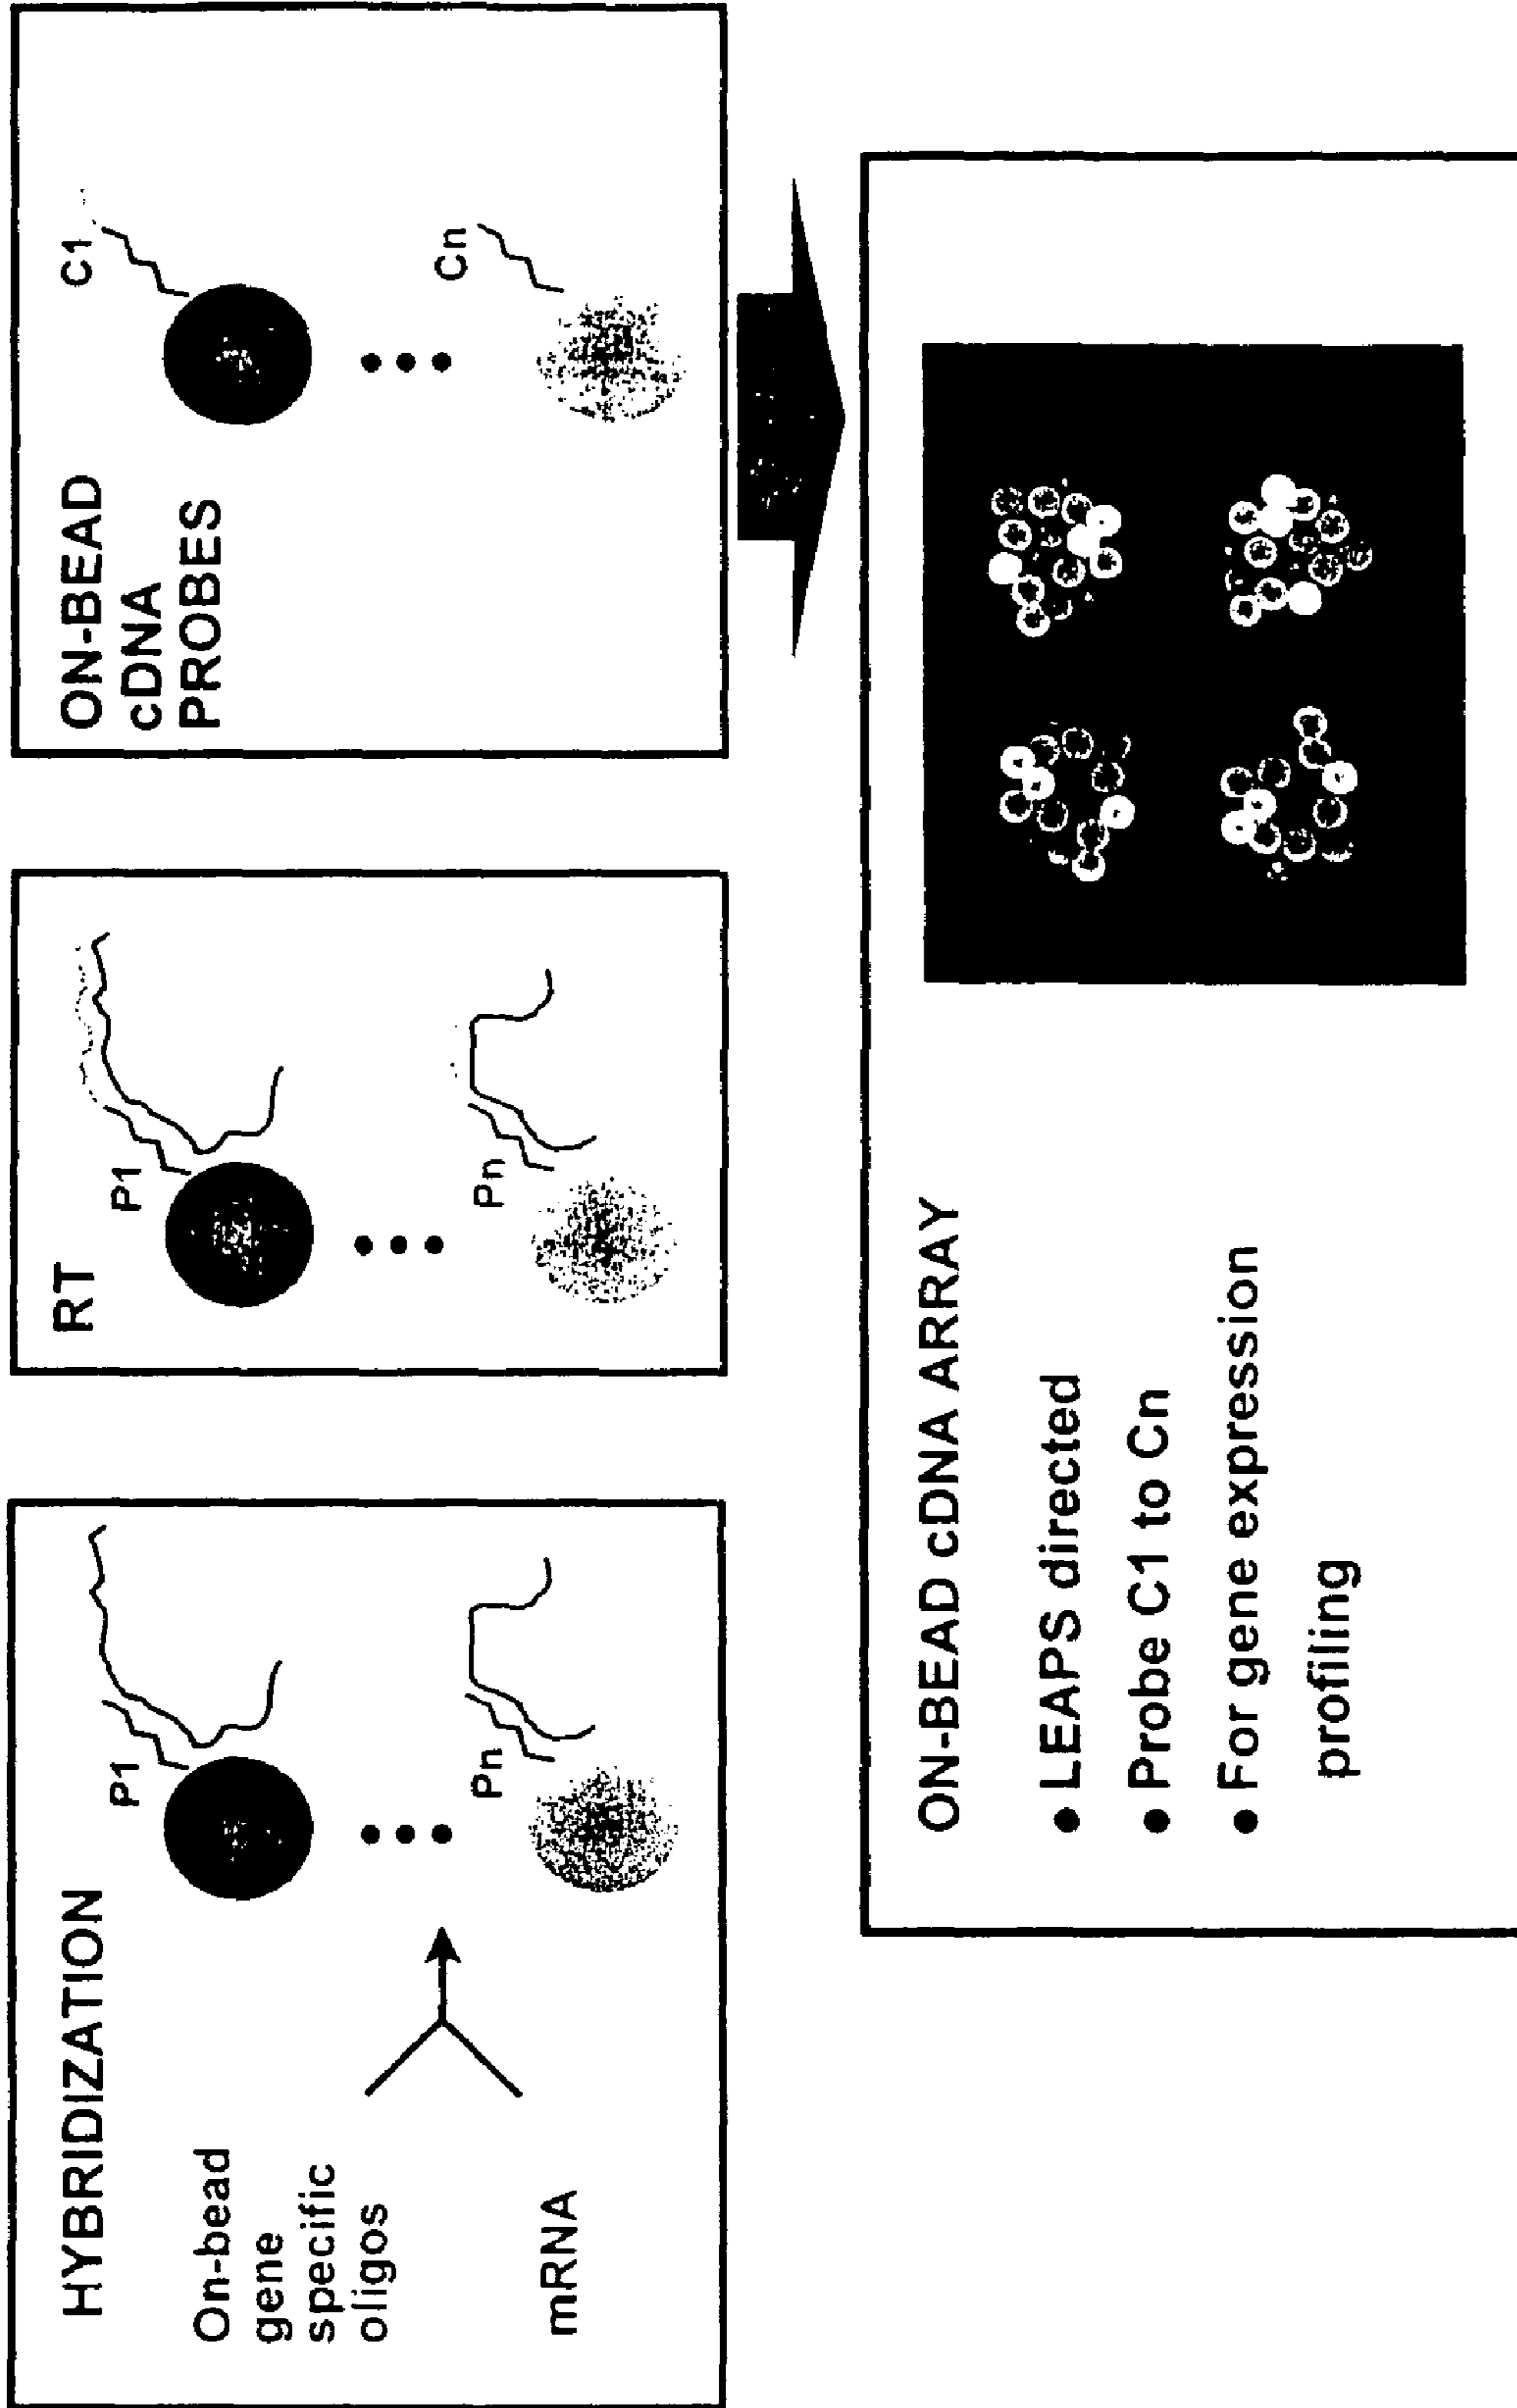 HYBRIDIZATION
On-bead
gene
specific
oligos
mRNA
P1
Pn
RT
P1
Pn
ON-BEAD
cDNA
PROBES
C1
Cn
ON-BEAD cDNA ARRAY
● LEAPS directed
● Probe C1 to Cn
● For gene expression
profiling